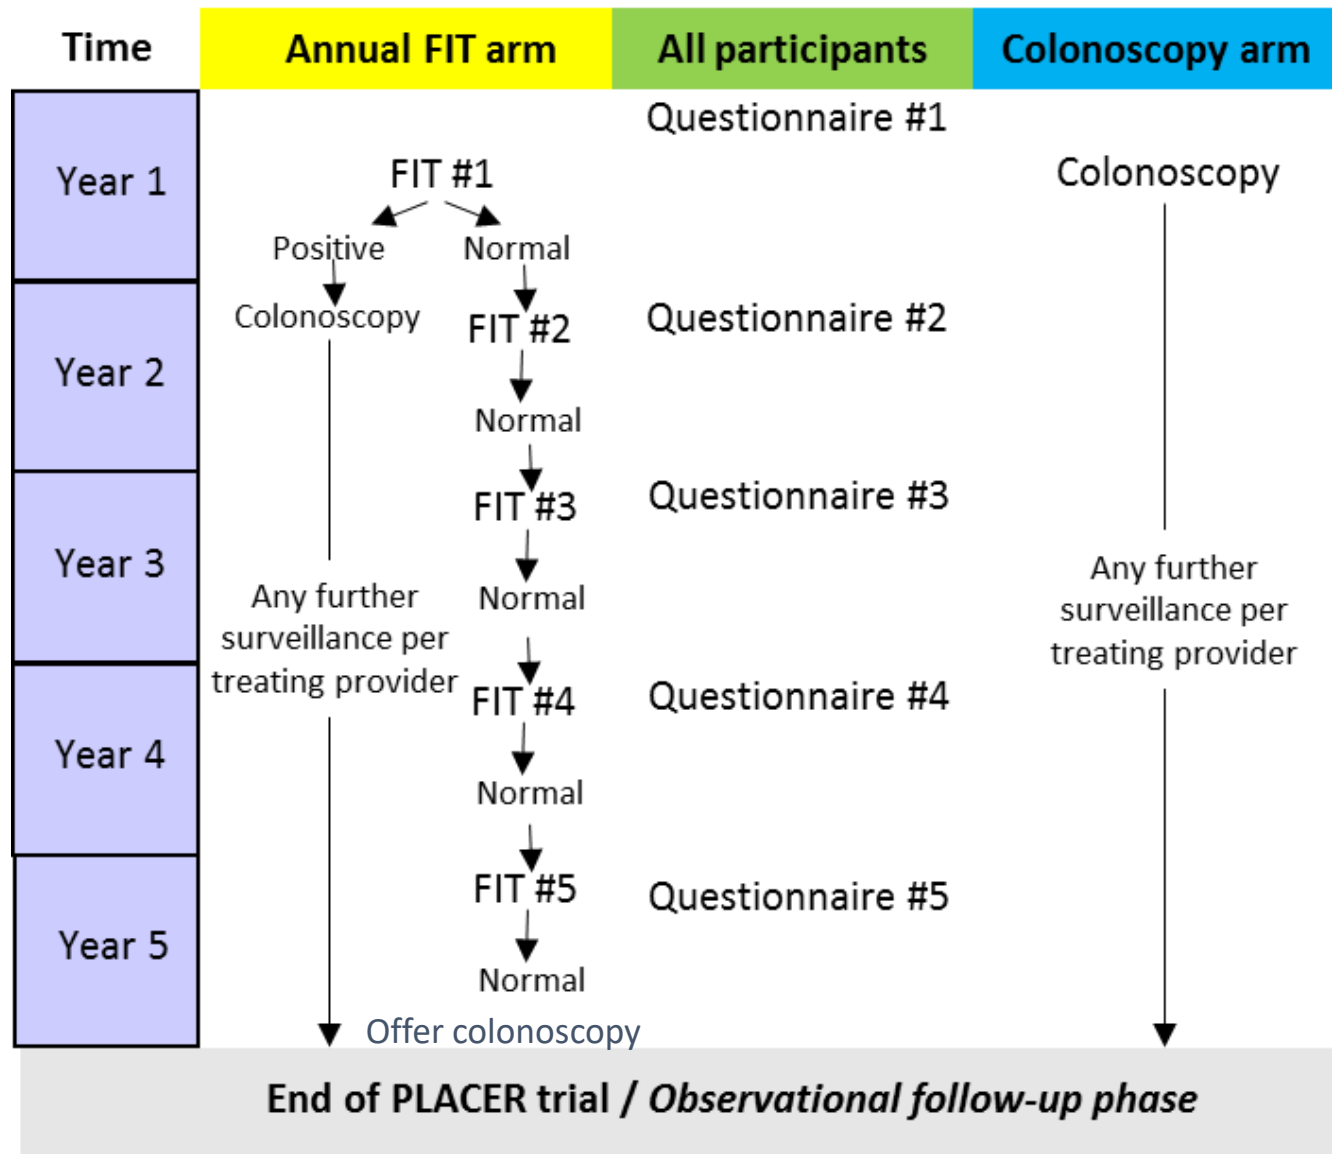 Time
Annual FIT arm
All participants
Colonoscopy arm
Year 1
Questionnaire #1
FIT #1
Colonoscopy
Positive
Normal
Year 2
Colonoscopy
FIT #2
Questionnaire #2
Normal
Year 3
FIT #3
Questionnaire #3
Normal
Any further
surveillance per
treating provider
Any further
surveillance per
treating provider
Year 4
FIT #4
Questionnaire #4
Normal
Year 5
FIT #5
Questionnaire #5
Normal
Offer colonoscopy
End of PLACER trial / Observational follow-up phase